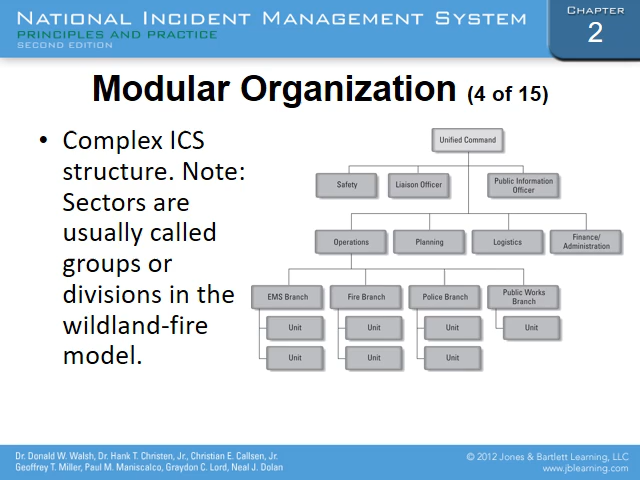 NATIONAL INCIDENT MANAGEMENT SYSTEM
PRINCIPLES AND PRACTICE
SECOND EDITION
CHAPTER
2
Modular Organization (4 of 15)
• Complex ICS
structure. Note:
Sectors are
usually called
groups or
divisions in the
wildland-fire
model.
Unified Command
Safety
Liaison Officer
Public Information
Officer
Operations
Planning
Logistics
Finance/
Administration
EMS Branch
Fire Branch
Police Branch
Public Works
Branch
Unit
Unit
Unit
Unit
Unit
Unit
Unit
Dr. Donald W. Walsh, Dr. Hank T. Christen, Jr., Christian E. Callsen, Jr.
Geoffrey T. Miller, Paul M. Maniscalco, Graydon C. Lord, Neal J. Dolan
© 2012 Jones & Bartlett Learning, LLC
www.jblearning.com